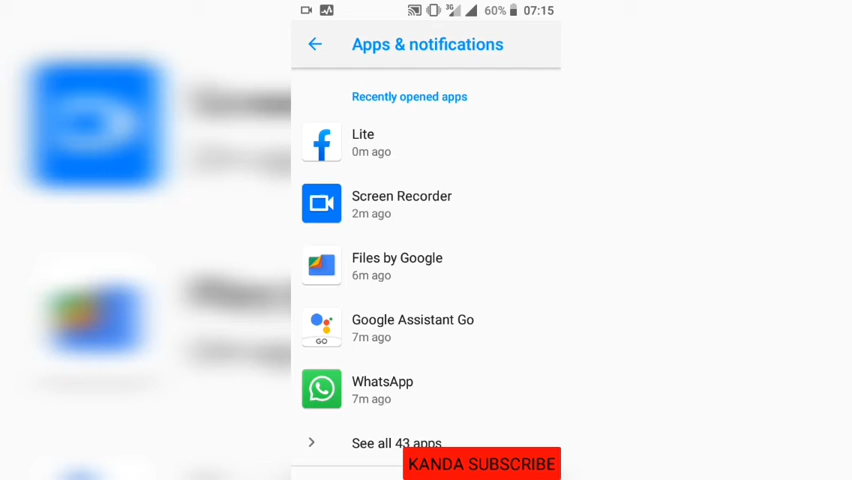 3G 60% 07:15
Apps & notifications
Recently opened apps
Lite
0m ago
Screen Recorder
2m ago
Files by Google
6m ago
Google Assistant Go
GO
7m ago
WhatsApp
7m ago
See all 43 apps
KANDA SUBSCRIBE